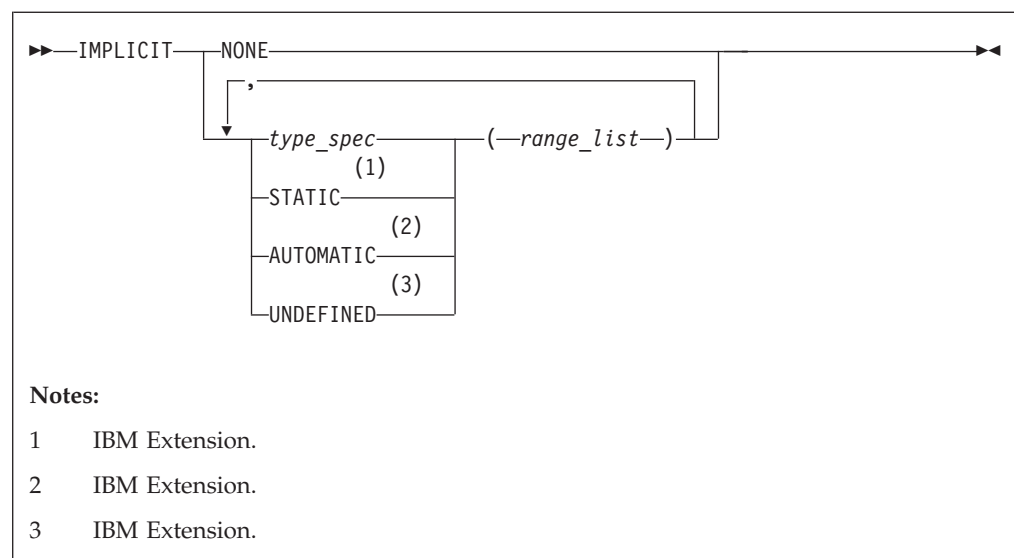 IMPLICIT NONE
,
type_spec ( range_list )
(1)
STATIC
(2)
AUTOMATIC
(3)
UNDEFINED
Notes:
1 IBM Extension.
2 IBM Extension.
3 IBM Extension.